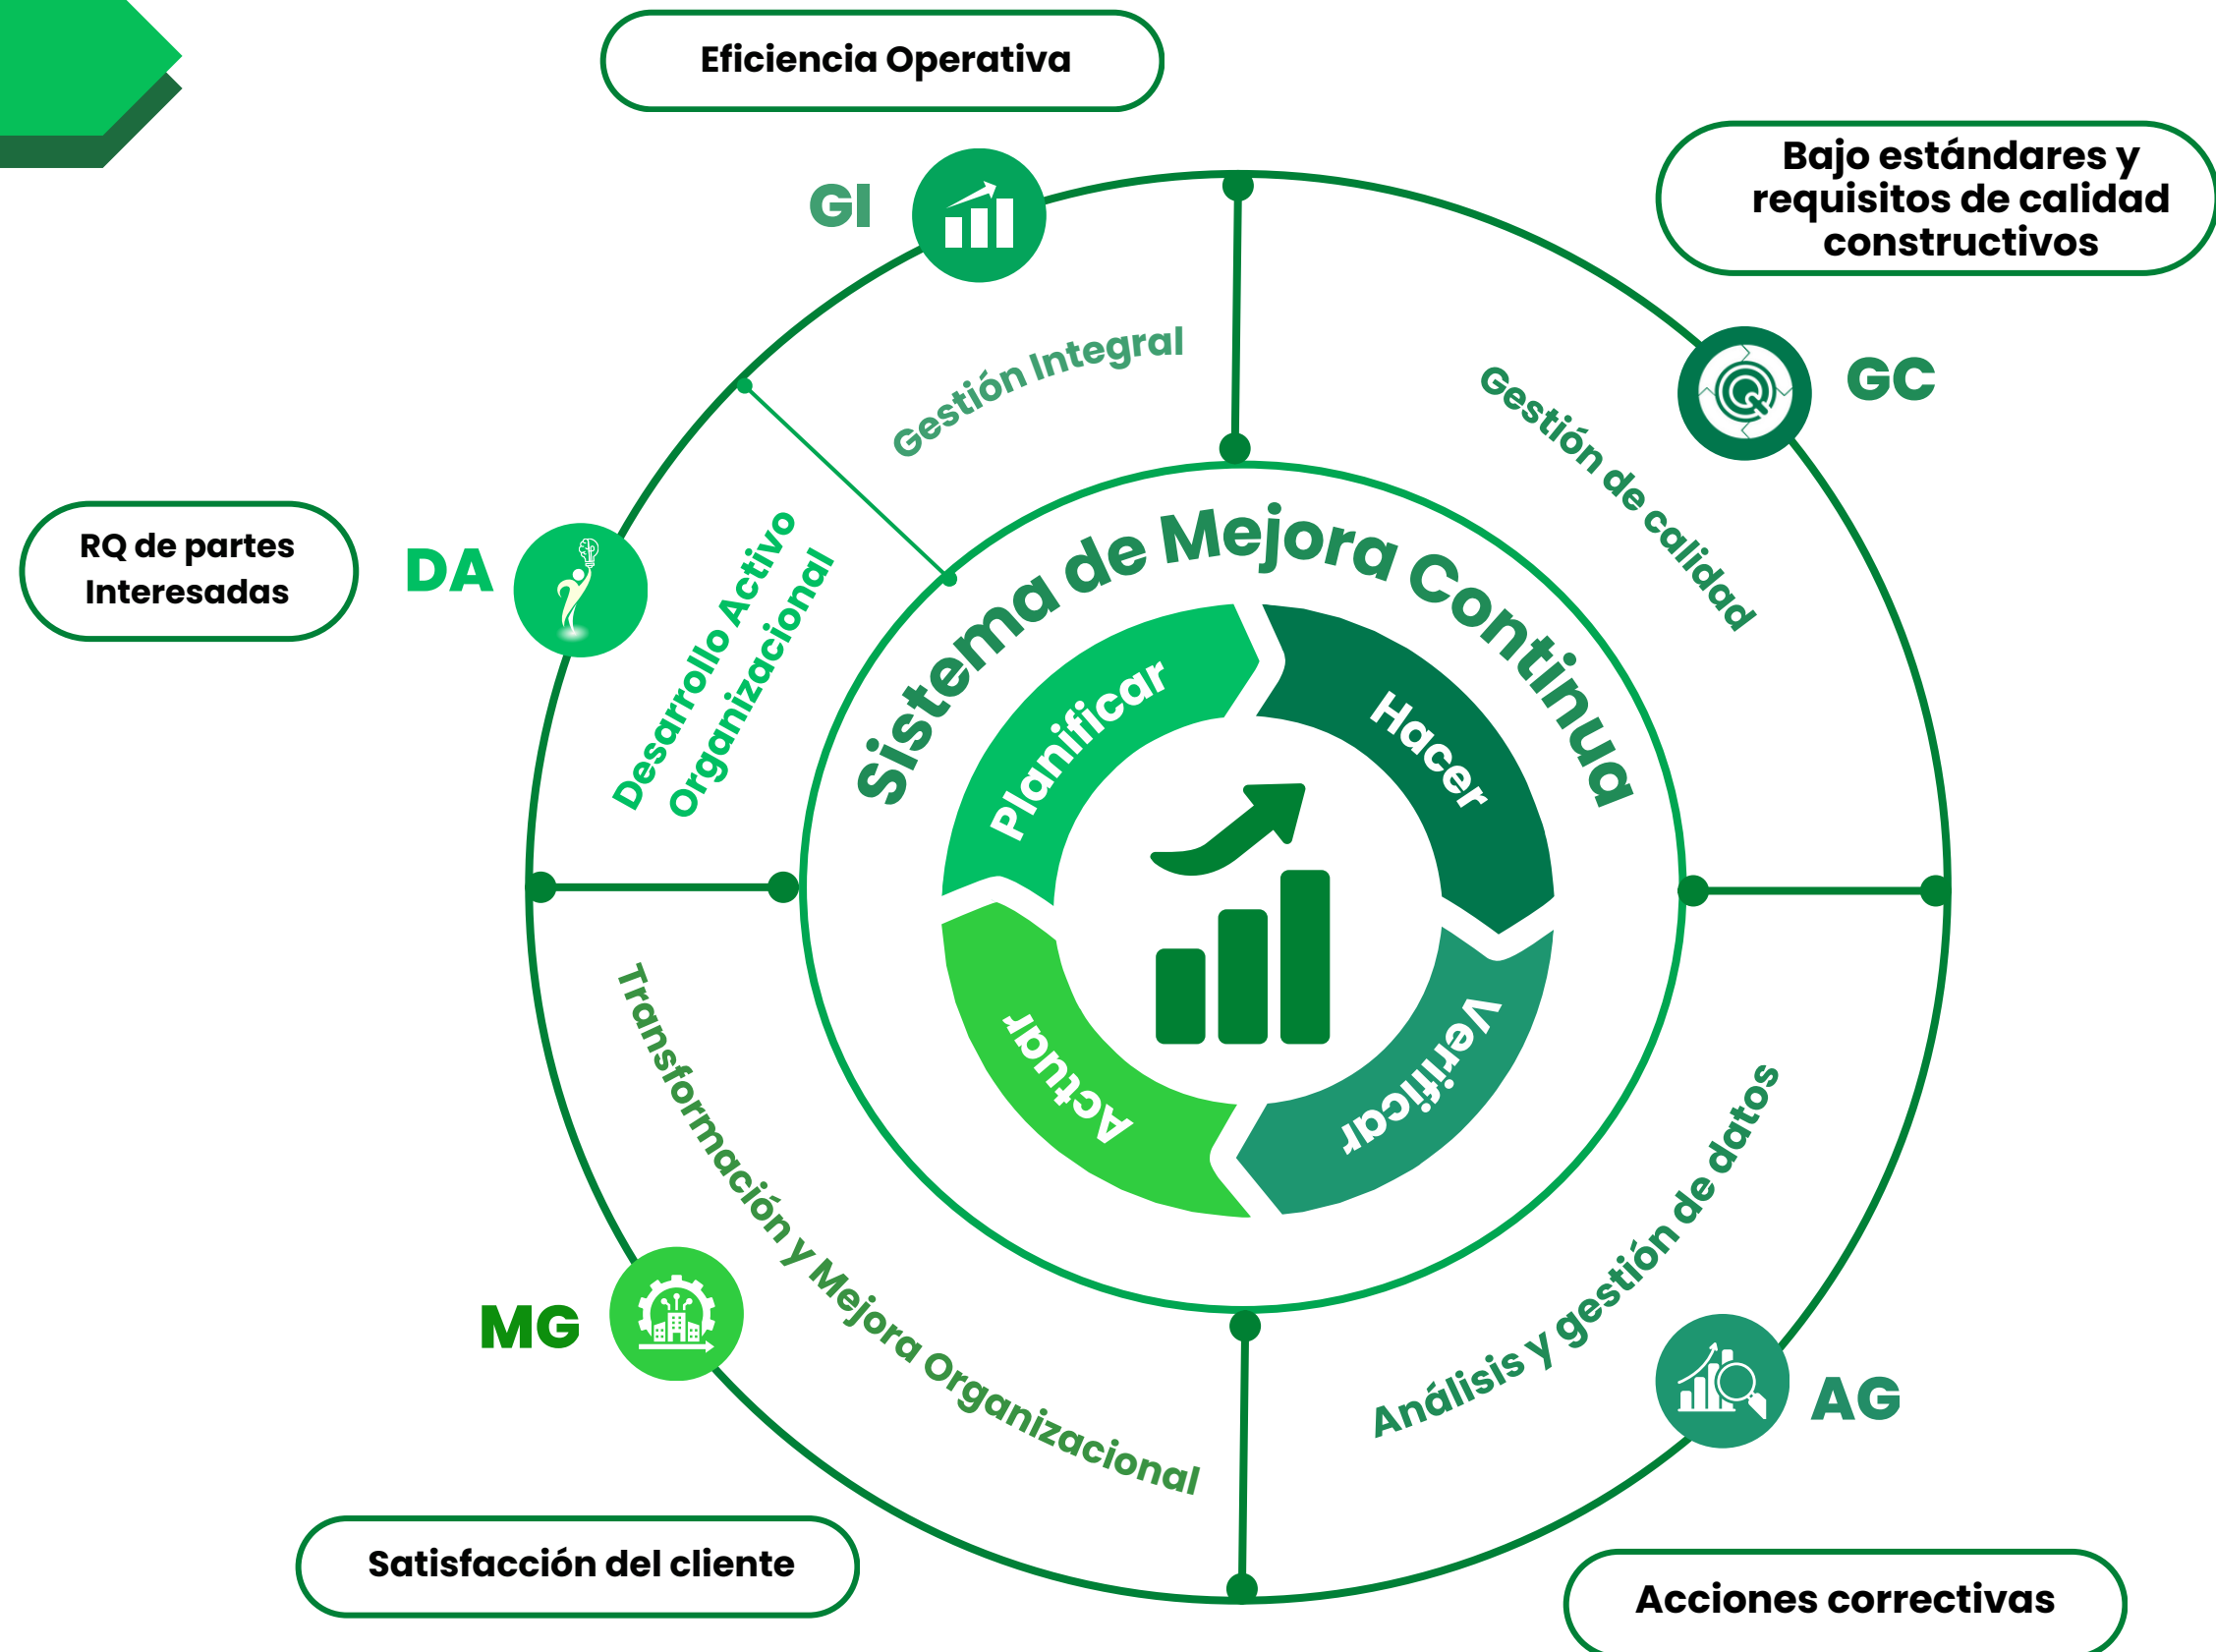 Eficiencia Operativa
Bajo estándares y
requisitos de calidad
constructivos
GI
Gestión Integral
GC
Gestión de calidad
RQ de partes
Interesadas
DA
Desarrollo Activo
Organizacional
Sistema de Mejora Continua
Planificar
Hacer
Verificar
Actuar
Transformación y Mejora Organizacional
MG
Análisis y gestión de datos
AG
Satisfacción del cliente
Acciones correctivas